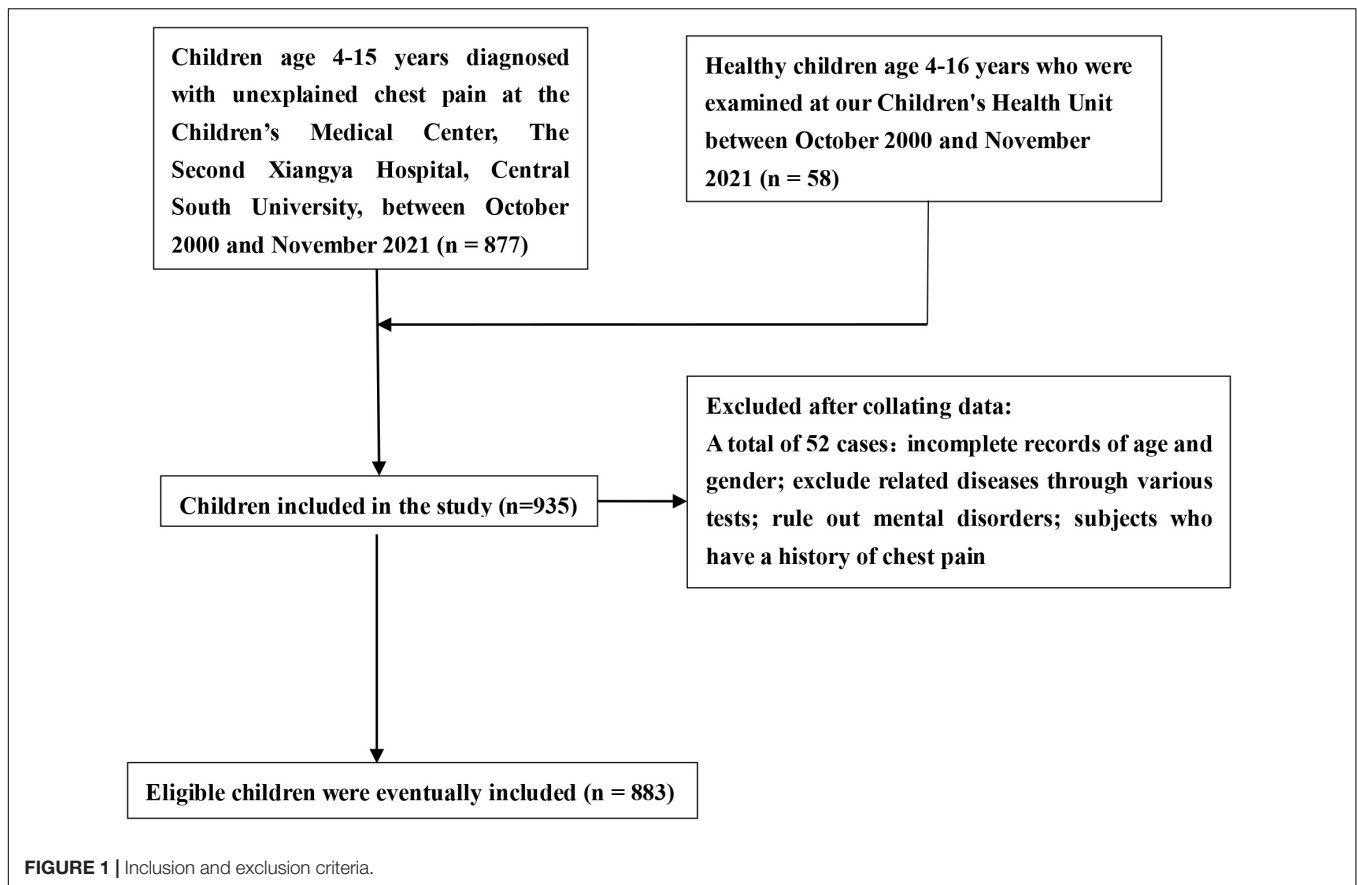 Children age 4-15 years diagnosed
with unexplained chest pain at the
Children’s Medical Center, The
Second Xiangya Hospital, Central
South University, between October
2000 and November 2021 (n = 877)
Healthy children age 4-16 years who were
examined at our Children's Health Unit
between October 2000 and November
2021 (n = 58)
Excluded after collating data:
A total of 52 cases：incomplete records of age and
gender; exclude related diseases through various
tests; rule out mental disorders; subjects who
have a history of chest pain
Children included in the study (n=935)
Eligible children were eventually included (n = 883)
FIGURE 1 | Inclusion and exclusion criteria.